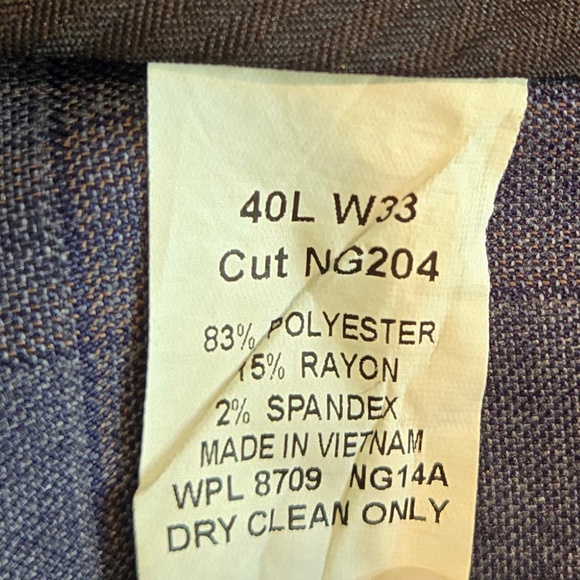 40L W33
Cut NG204
83% POLYESTER
15% RAYON
2% SPANDEX
MADE IN VIETNAM
WPL 8709 NG14A
DRY CLEAN ONLY